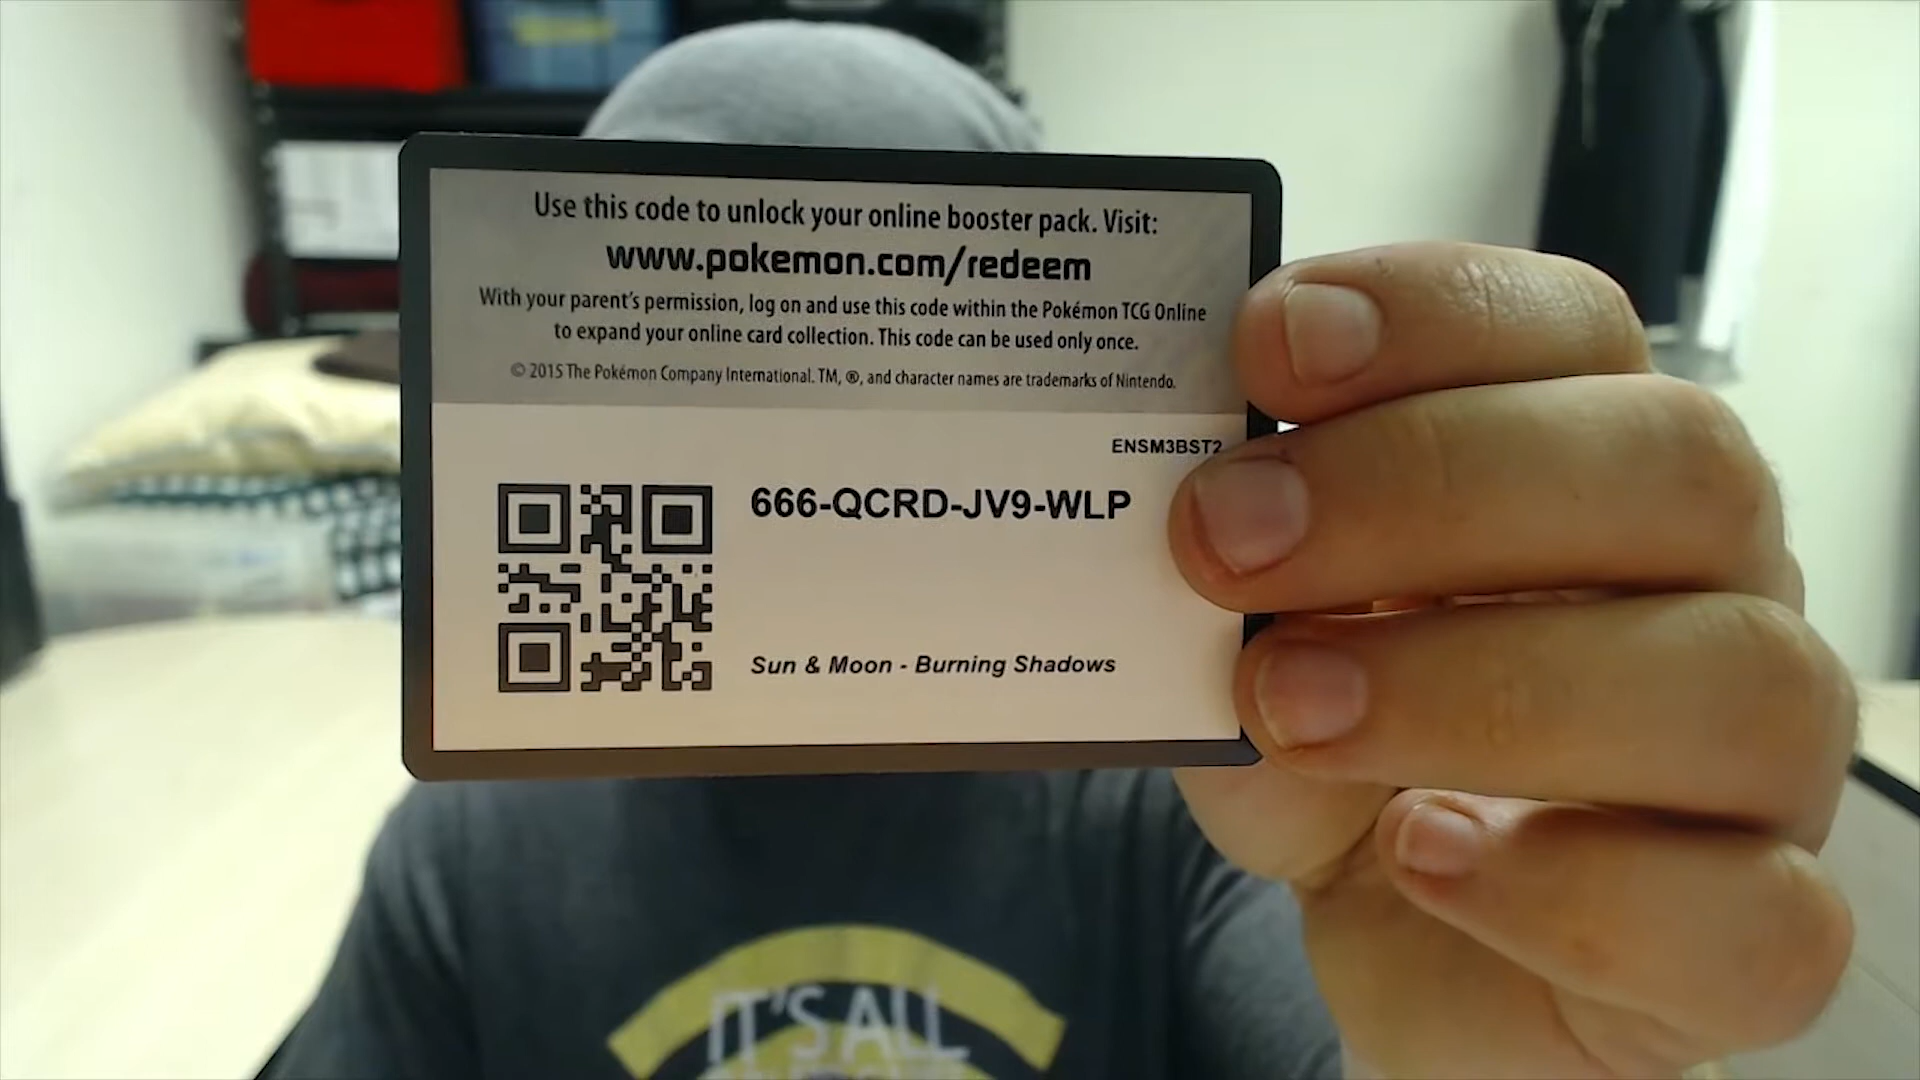 Use this code to unlock your online booster pack. Visit:
www.pokemon.com/redeem
With your parent's permission, log on and use this code within the Pokémon TCG Online
to expand your online card collection. This code can be used only once.
© 2015 The Pokémon Company International. TM, ®, and character names are trademarks of Nintendo.
ENSM3BST2
666-QCRD-JV9-WLP
Sun & Moon - Burning Shadows
IT'S ALL